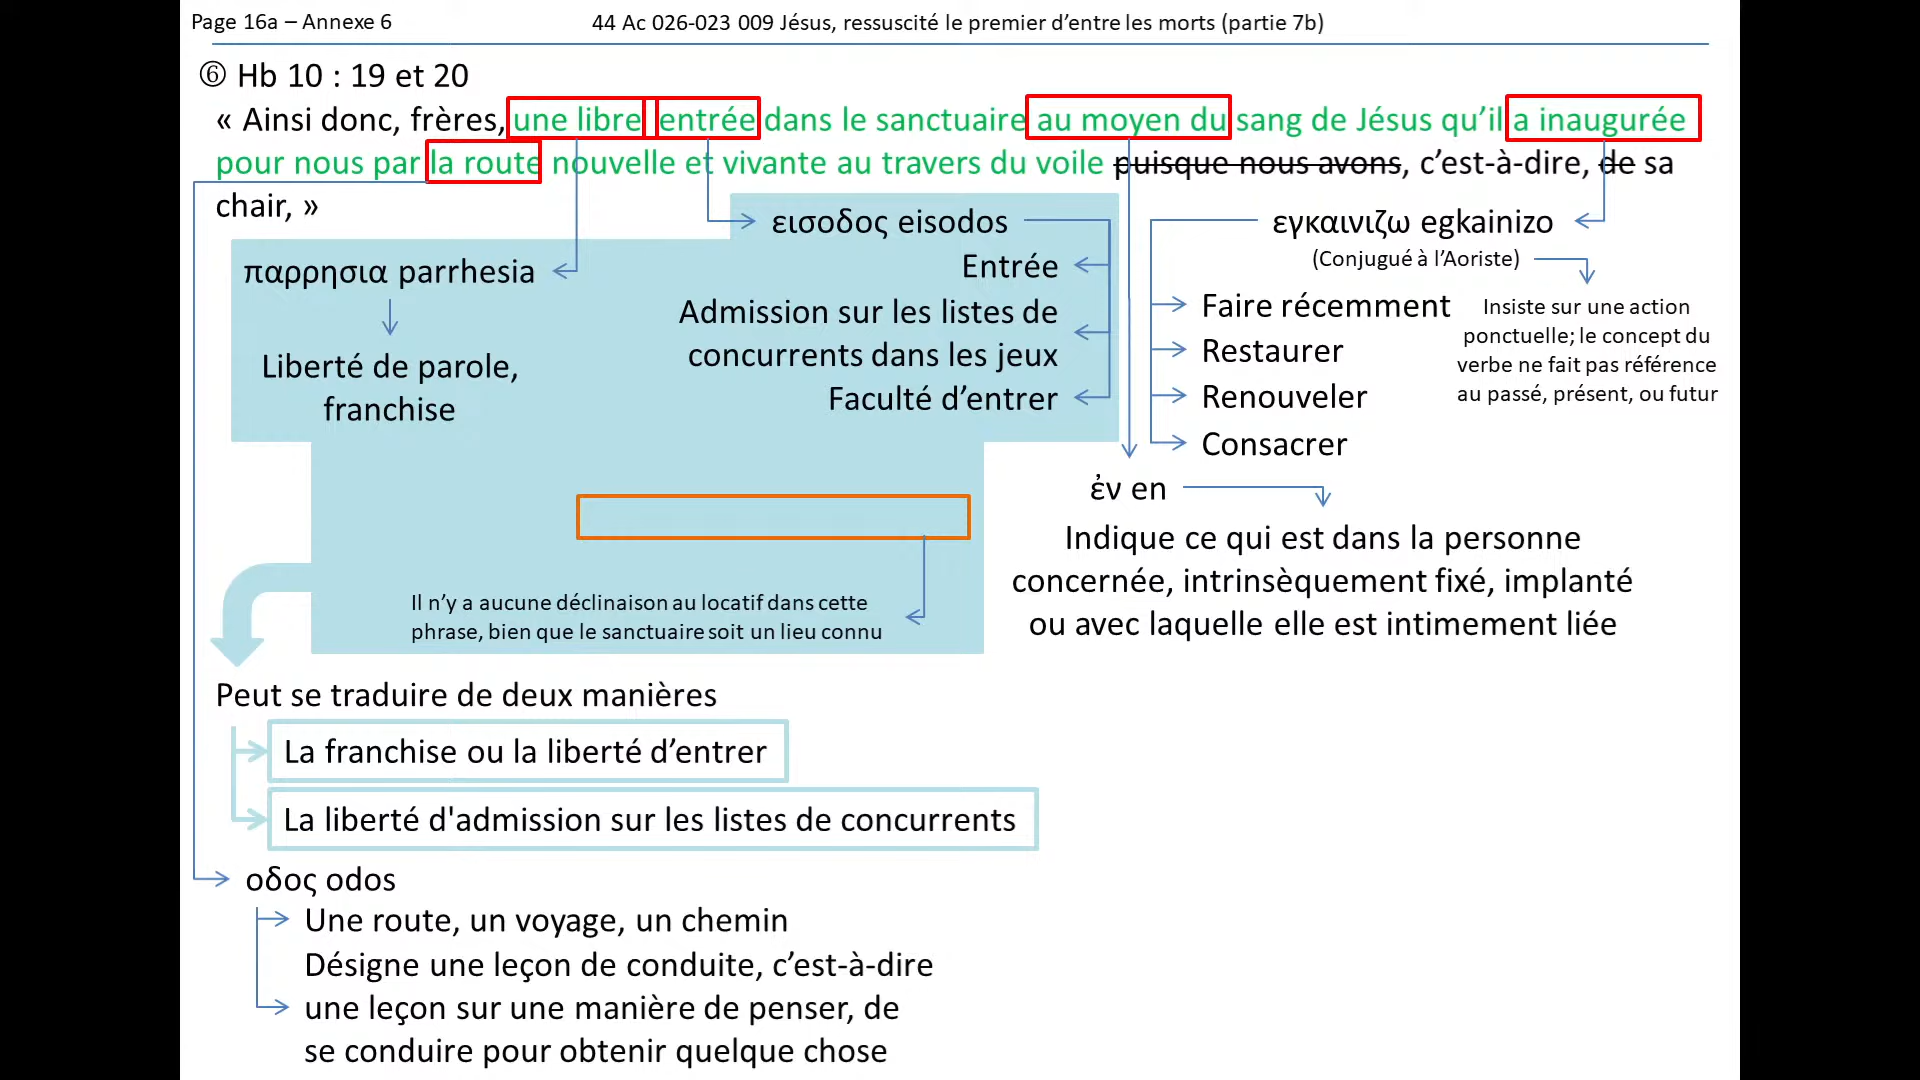 Page 16a – Annexe 6
44 Ac 026-023 009 Jésus, ressuscité le premier d’entre les morts (partie 7b)
⑥ Hb 10 : 19 et 20
« Ainsi donc, frères, une libre entrée dans le sanctuaire au moyen du sang de Jésus qu’il a inaugurée
pour nous par la route nouvelle et vivante au travers du voile puisque nous avons, c’est-à-dire, de sa
chair, »
παρρησια parrhesia
Liberté de parole,
franchise
εισοδος eisodos
Entrée
Admission sur les listes de
concurrents dans les jeux
Faculté d’entrer
εγκαινιζω egkainizo
(Conjugué à l’Aoriste)
Faire récemment
Restaurer
Renouveler
Consacrer
Insiste sur une action
ponctuelle; le concept du
verbe ne fait pas référence
au passé, présent, ou futur
ἐν en
Indique ce qui est dans la personne
concernée, intrinsèquement fixé, implanté
ou avec laquelle elle est intimement liée
Il n’y a aucune déclinaison au locatif dans cette
phrase, bien que le sanctuaire soit un lieu connu
Peut se traduire de deux manières
La franchise ou la liberté d’entrer
La liberté d'admission sur les listes de concurrents
οδος odos
Une route, un voyage, un chemin
Désigne une leçon de conduite, c’est-à-dire
une leçon sur une manière de penser, de
se conduire pour obtenir quelque chose